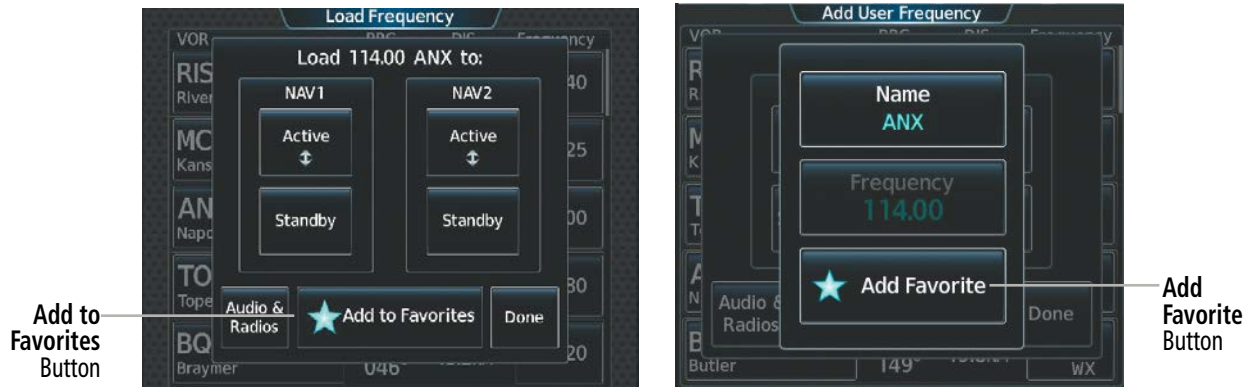 Load Frequency
VOR
Load 114.00 ANX to:
RIS
River
40
NAV1
NAV2
Active
Active
MC
Kans
25
Standby
Standby
AN
Napo
00
TO
Tope
80
Audio &
Radios
Add to Favorites
Done
BQ
Braymer
046°
20
Add to
Favorites
Button
Add User Frequency
Name
ANX
Frequency
114.00
Add Favorite
Audio &
Radios
Done
Butler
149°
WX
Add
Favorite
Button